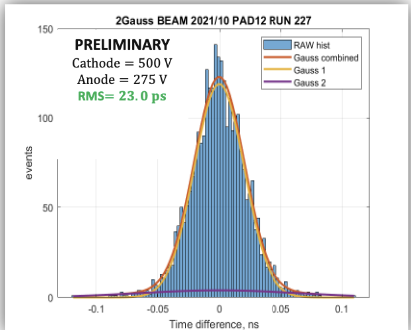 2Gauss BEAM 2021/10 PAD12 RUN 227
PRELIMINARY
Cathode = 500 V
Anode = 275 V
RMS= 23.0 ps
RAW hist
Gauss combined
Gauss 1
Gauss 2
150
100
50
0
events
-0.1
-0.05
0
0.05
0.1
Time difference, ns